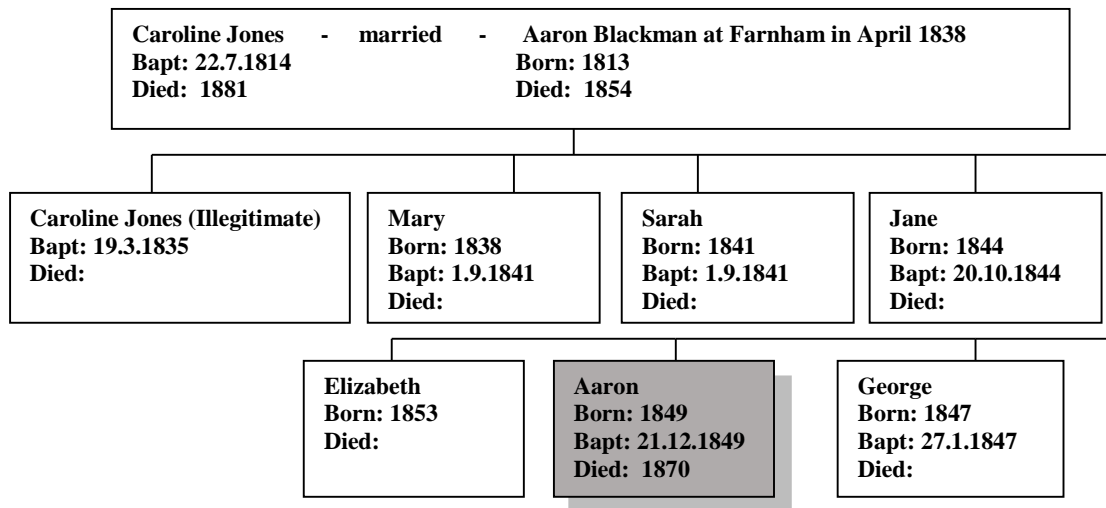 Caroline Jones - married - Aaron Blackman at Farnham in April 1838
Bapt: 22.7.1814 Born: 1813
Died: 1881 Died: 1854
Caroline Jones (Illegitimate)
Bapt: 19.3.1835
Died:
Mary
Born: 1838
Bapt: 1.9.1841
Died:
Sarah
Born: 1841
Bapt: 1.9.1841
Died:
Jane
Born: 1844
Bapt: 20.10.1844
Died:
Elizabeth
Born: 1853
Died:
Aaron
Born: 1849
Bapt: 21.12.1849
Died: 1870
George
Born: 1847
Bapt: 27.1.1847
Died: